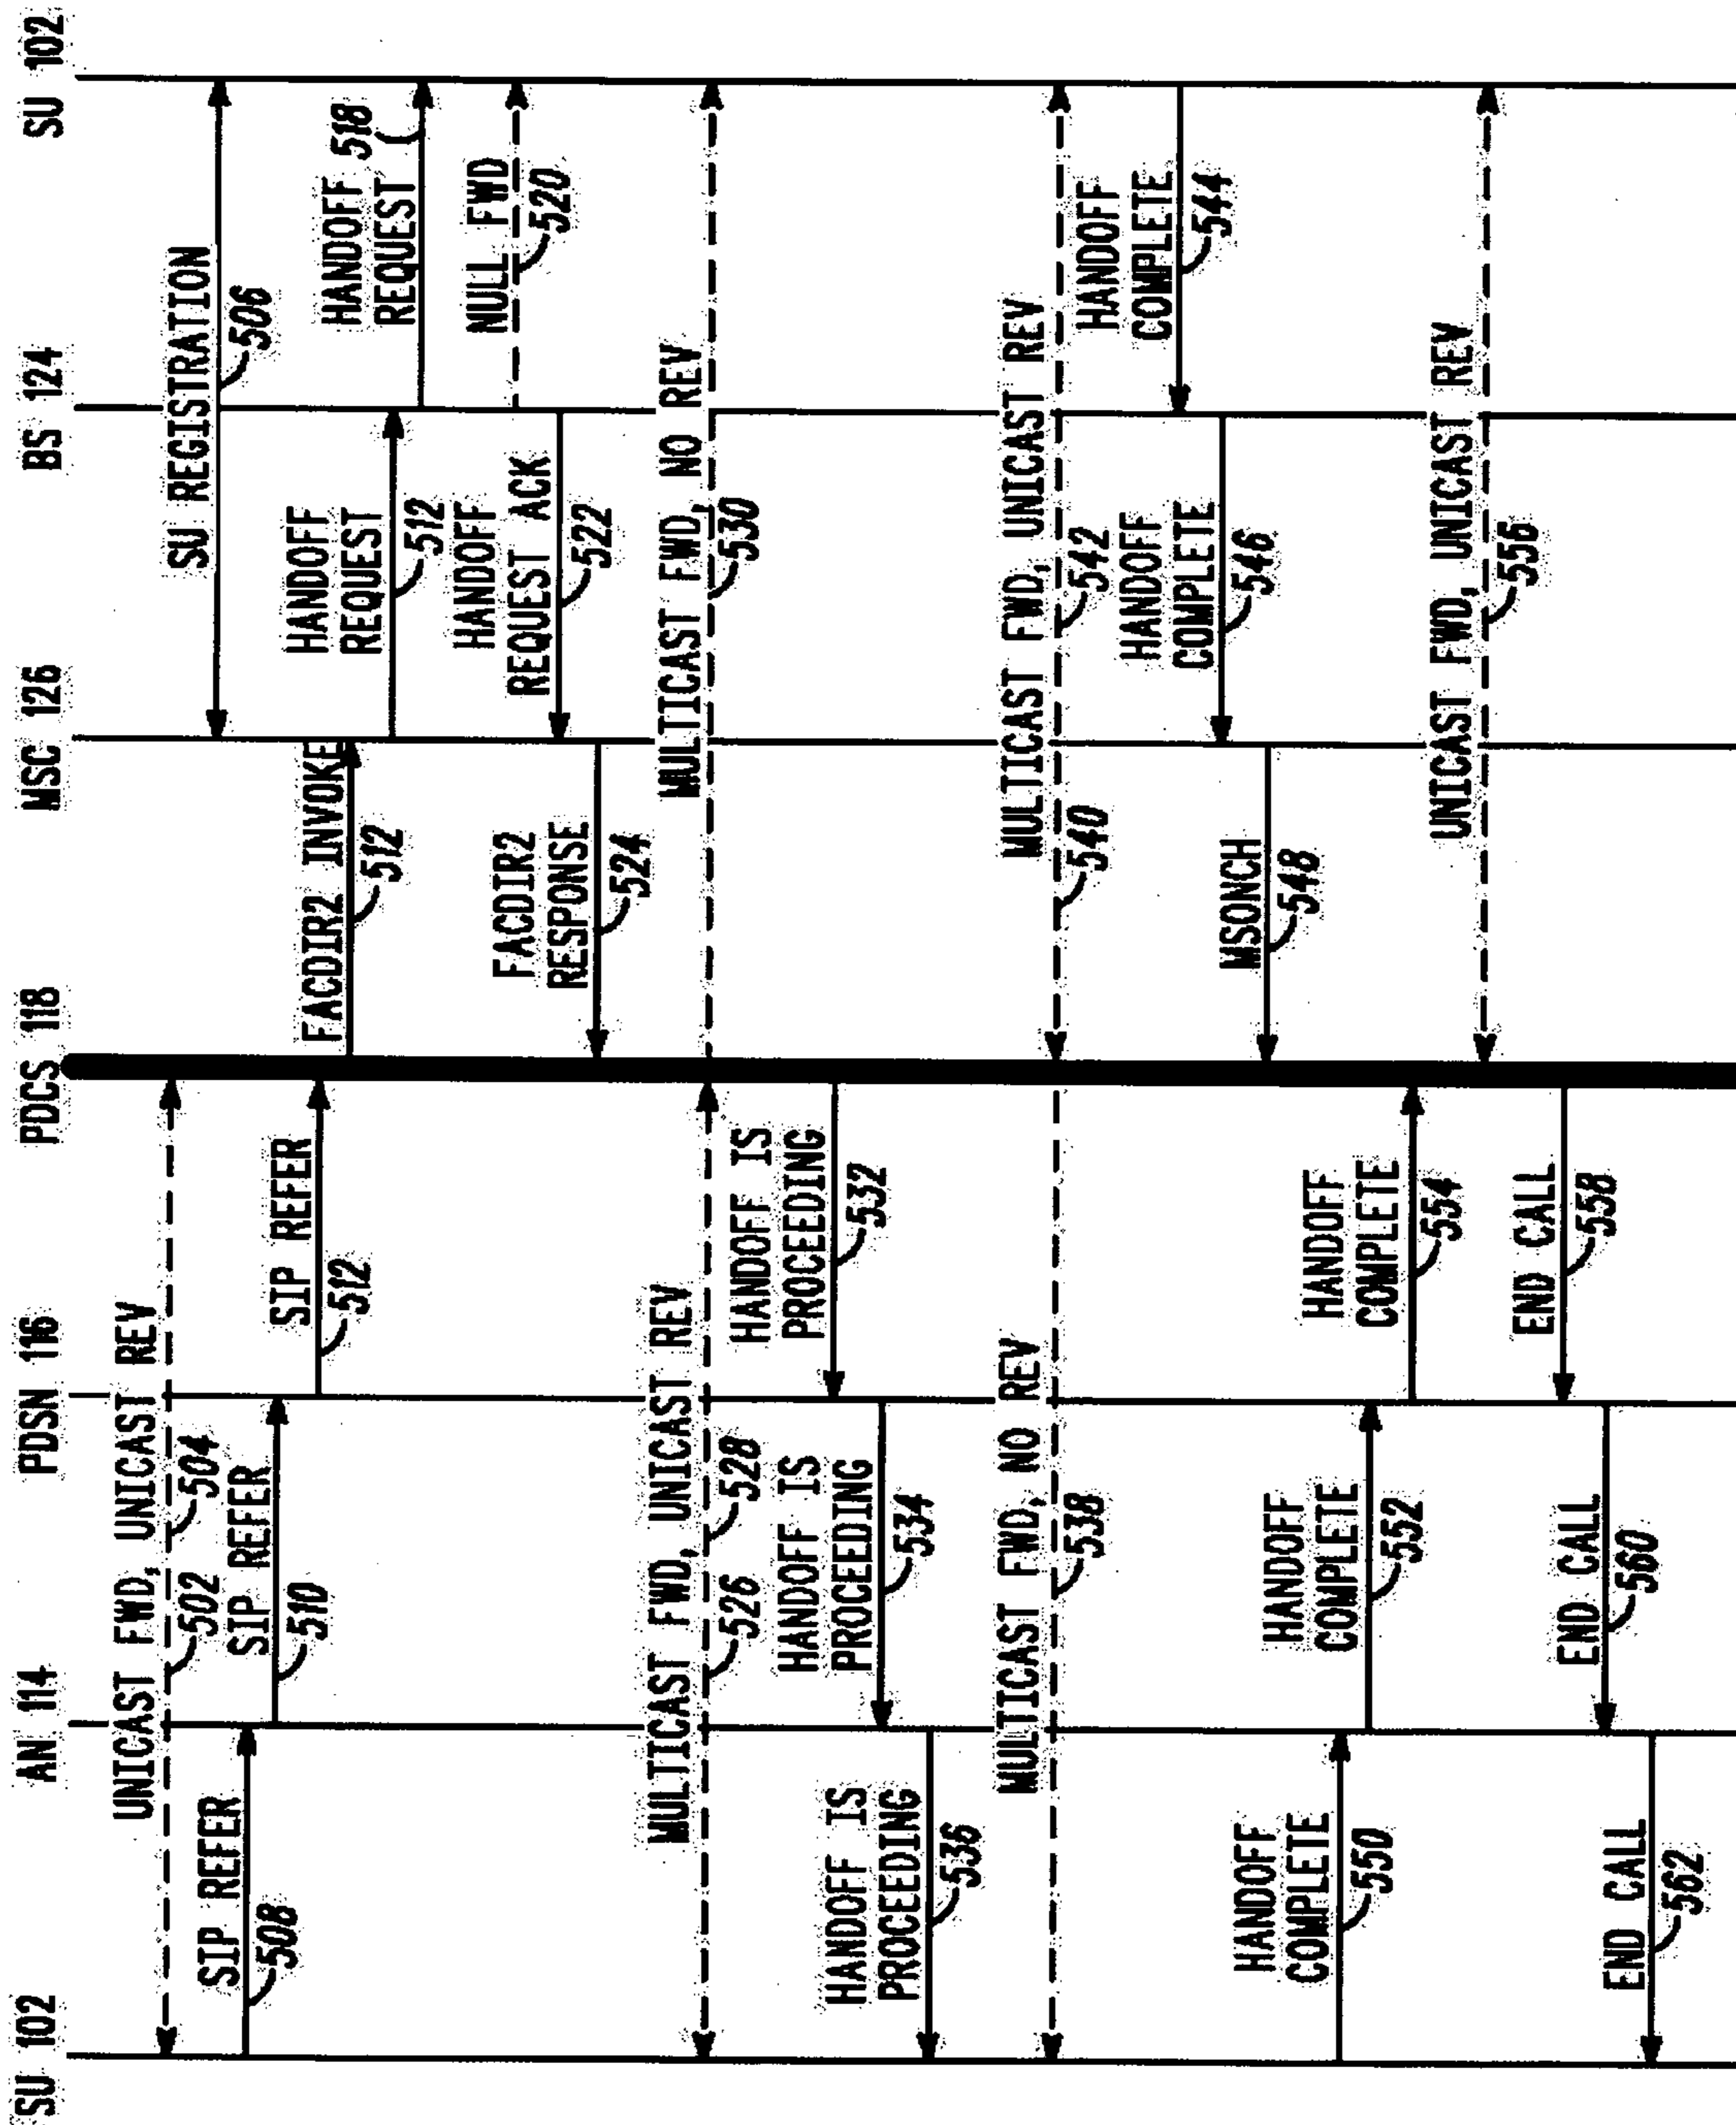 SU 102
AN 114
PDSN 116
PDCS 118
MSC 126
BS 124
SU 102
UNICAST FWD, UNICAST REV
502
504
SU REGISTRATION
506
SIP REFER
508
SIP REFER
510
SIP REFER
512
FACDIR2 INVOKE
512
HANDOFF
REQUEST
512
HANDOFF
REQUEST
518
NULL FWD
520
HANDOFF
REQUEST ACK
522
FACDIR2
RESPONSE
524
MULTICAST FWD, UNICAST REV
526
528
MULTICAST FWD, NO REV
530
HANDOFF IS
PROCEEDING
532
HANDOFF IS
PROCEEDING
534
HANDOFF IS
PROCEEDING
536
MULTICAST FWD, NO REV
538
MULTICAST FWD, UNICAST REV
540
542
HANDOFF
COMPLETE
544
HANDOFF
COMPLETE
546
MSONCH
548
HANDOFF
COMPLETE
550
HANDOFF
COMPLETE
552
HANDOFF
COMPLETE
554
UNICAST FWD, UNICAST REV
556
END CALL
558
END CALL
560
END CALL
562